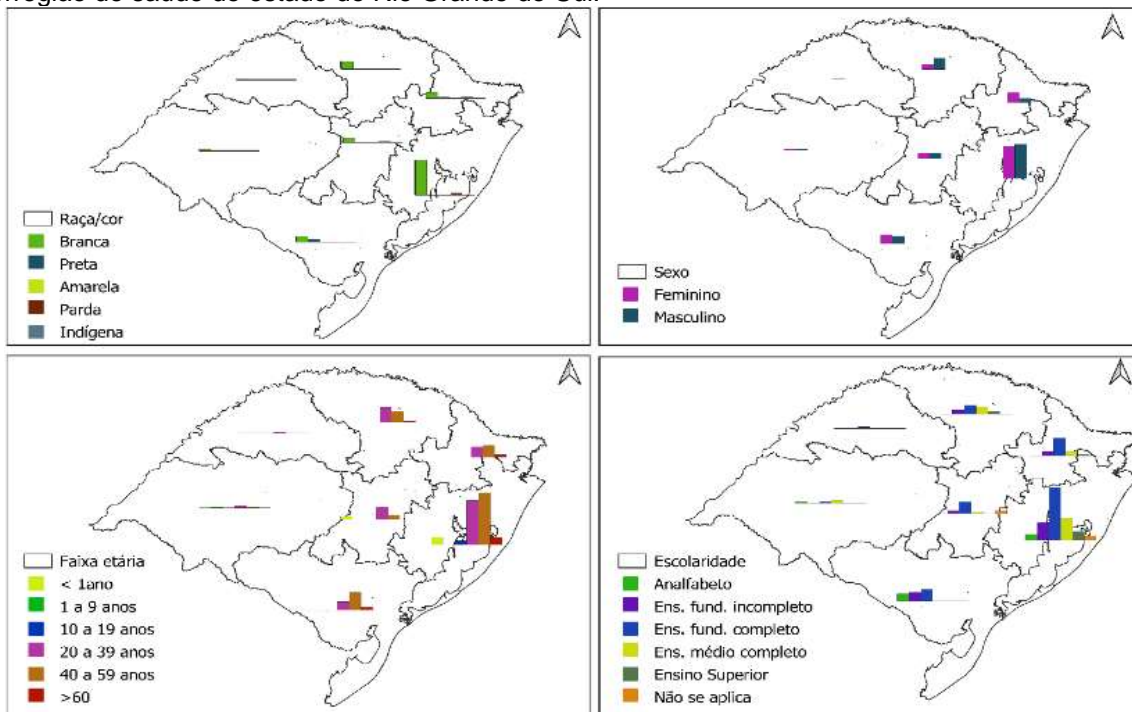 rregião de saúde do estado do Rio Grande do Sul.
Raça/cor
Branca
Preta
Amarela
Parda
Indígena
Sexo
Feminino
Masculino
Faixa etária
< 1ano
1 a 9 anos
10 a 19 anos
20 a 39 anos
40 a 59 anos
>60
Escolaridade
Analfabeto
Ens. fund. incompleto
Ens. fund. completo
Ens. médio completo
Ensino Superior
Não se aplica